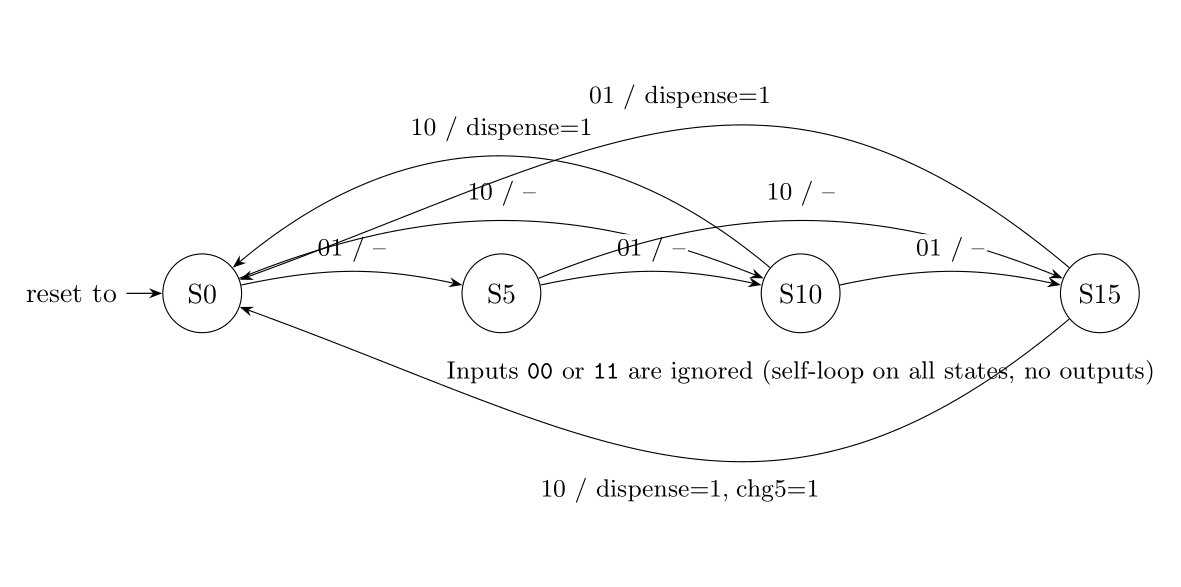 01 / dispense=1
10 / dispense=1
10 / –
10 / –
01 / –
01 / –
01 / –
reset to
S0
S5
S10
S15
Inputs 00 or 11 are ignored (self-loop on all states, no outputs)
10 / dispense=1, chg5=1